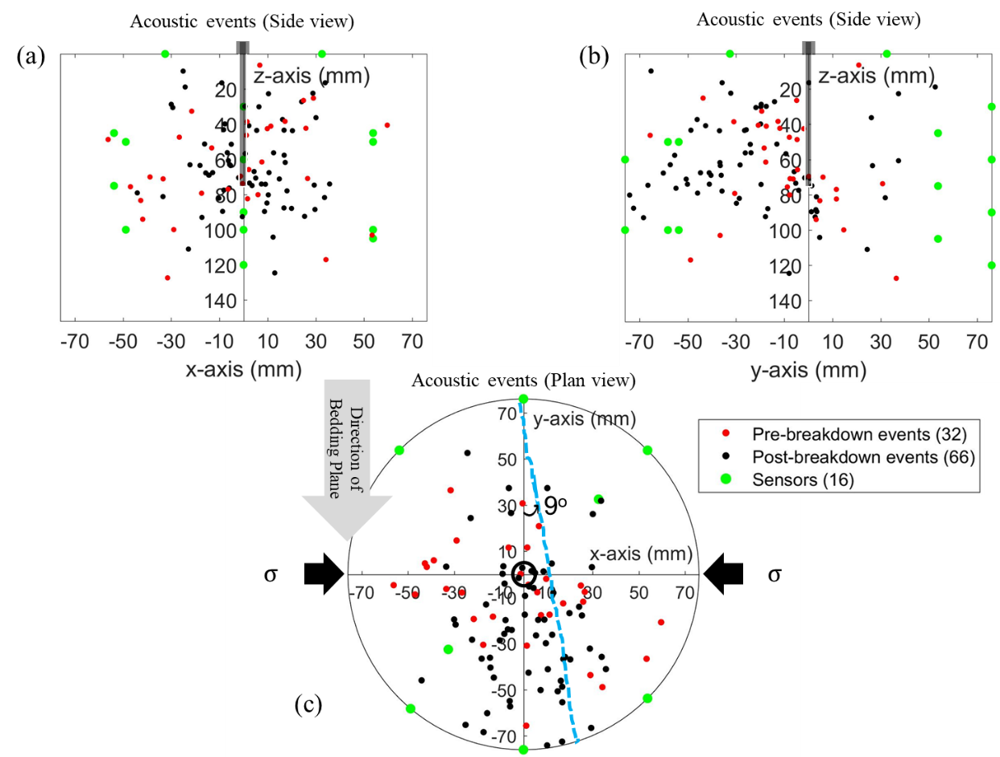 Acoustic events (Side view)
(a)
z-axis (mm)
20
40
60
80
100
120
140
-70 -50 -30 -10 10 30 50 70
x-axis (mm)
Acoustic events (Side view)
(b)
z-axis (mm)
20
40
60
80
100
120
140
-70 -50 -30 -10 10 30 50 70
y-axis (mm)
Acoustic events (Plan view)
Direction of
Bedding Plane
70
y-axis (mm)
50
30
9°
10
x-axis (mm)
σ
σ
-70 -50 -30 -10 10 30 50 70
-10
-30
-50
-70
(c)
Pre-breakdown events (32)
Post-breakdown events (66)
Sensors (16)